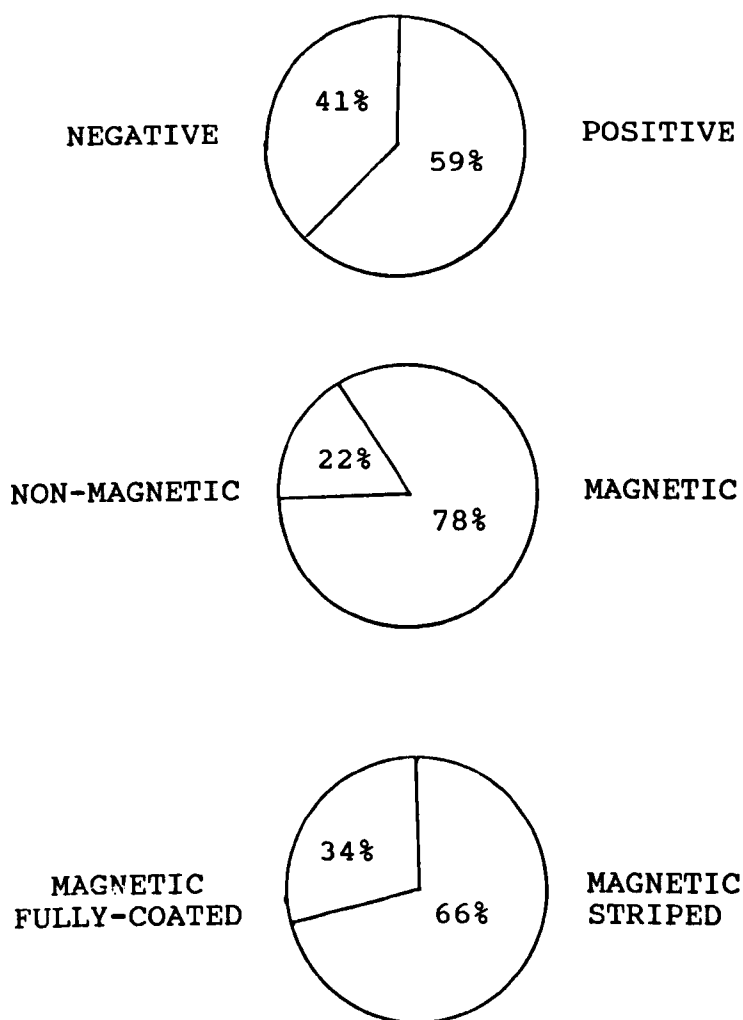 41%
NEGATIVE
POSITIVE
59%
22%
NON-MAGNETIC
MAGNETIC
78%
34%
MAGNETIC
FULLY-COATED
66%
MAGNETIC
STRIPED